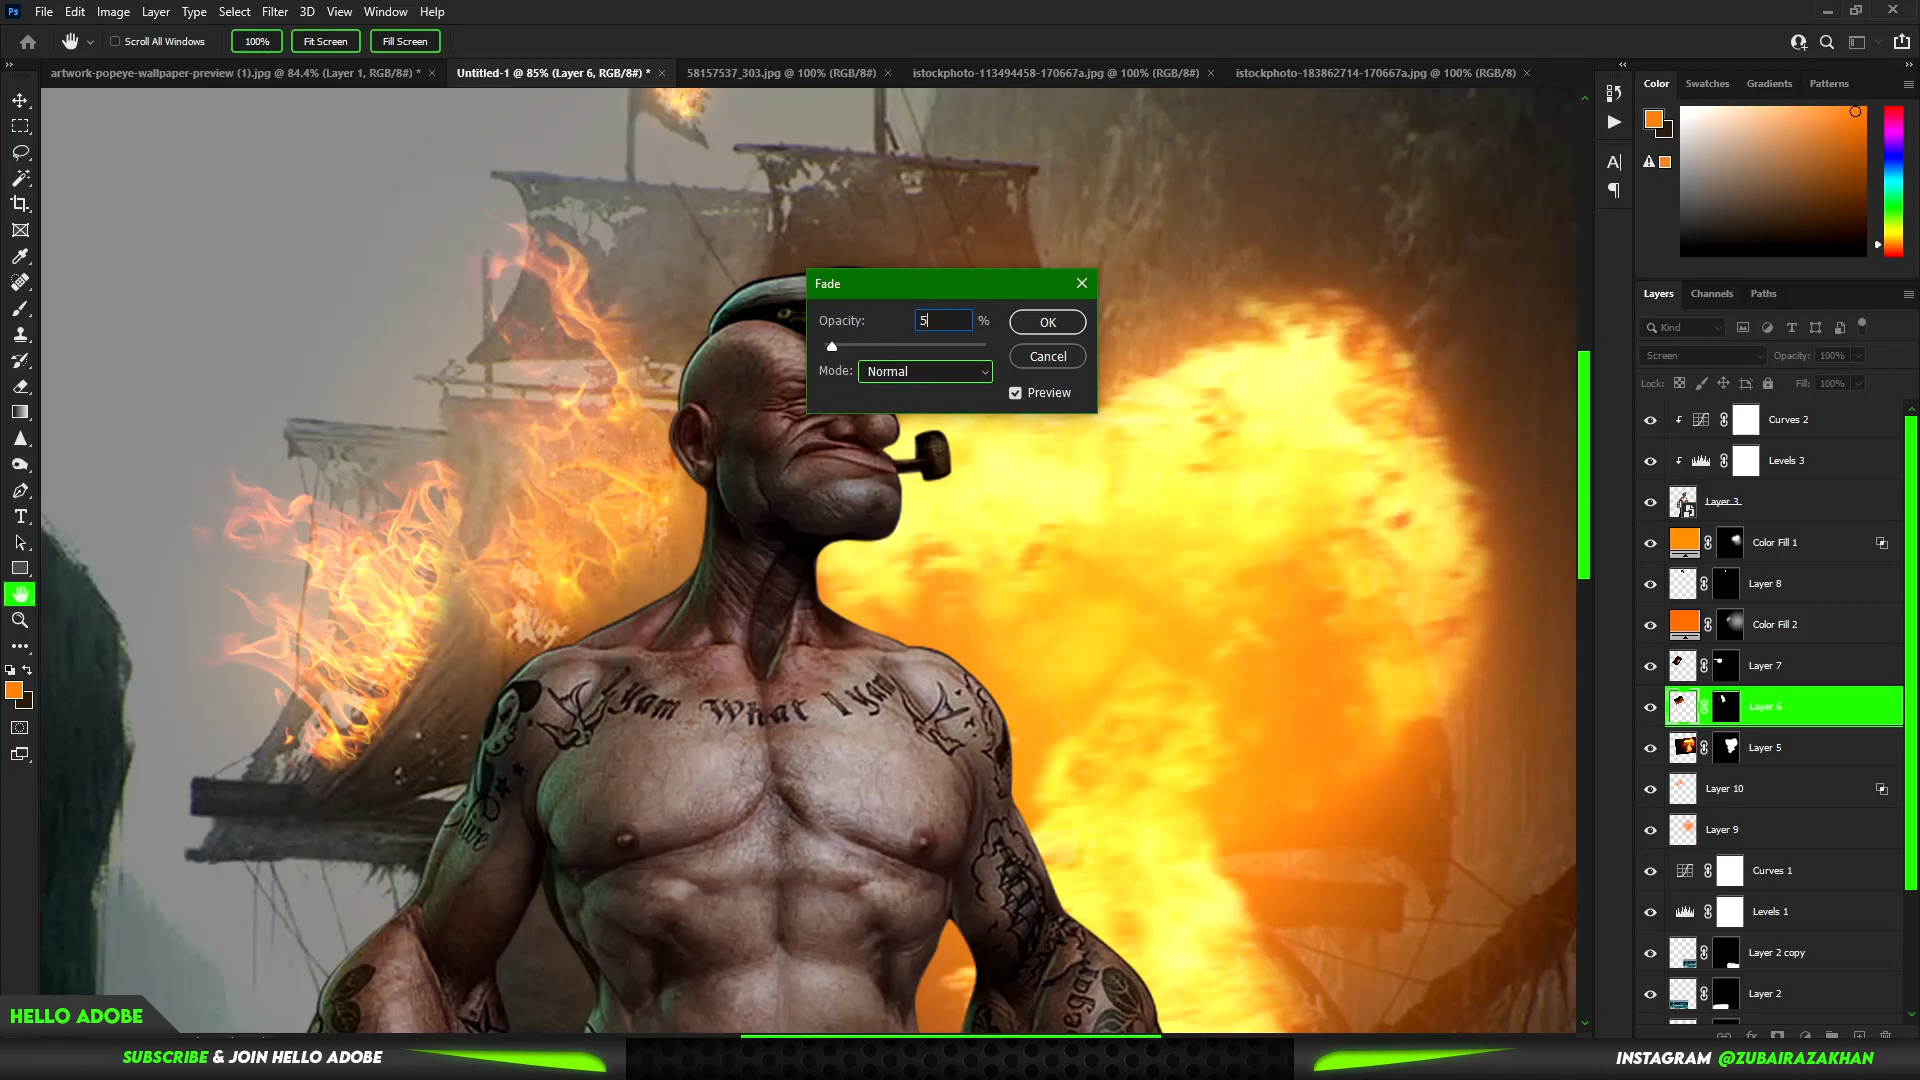 Ps File Edit Image Layer Type Select Filter 3D View Window Help
Scroll All Windows 100% Fit Screen Fill Screen
artwork-popeye-wallpaper-preview (1).jpg @ 84.4% (Layer 1, RGB/8#) *
Untitled-1 @ 85% (Layer 6, RGB/8#) *
58157537_303.jpg @ 100% (RGB/8#)
istockphoto-113494458-170667a.jpg @ 100% (RGB/8#)
istockphoto-183862714-170667a.jpg @ 100% (RGB/8)
Color Swatches Gradients Patterns
Fade
Opacity: 5 %
OK
Cancel
Mode: Normal
Preview
Layers Channels Paths
Kind
Screen Opacity: 100%
Lock: Fill: 100%
Curves 2
Levels 3
Layer 3
Color Fill 1
Layer 8
Color Fill 2
Layer 7
Layer 6
Layer 5
Layer 10
Layer 9
Curves 1
Levels 1
Layer 2 copy
Layer 2
I yam What I yam
HELLO ADOBE
SUBSCRIBE & JOIN HELLO ADOBE
INSTAGRAM @ZUBAIRAZAKHAN